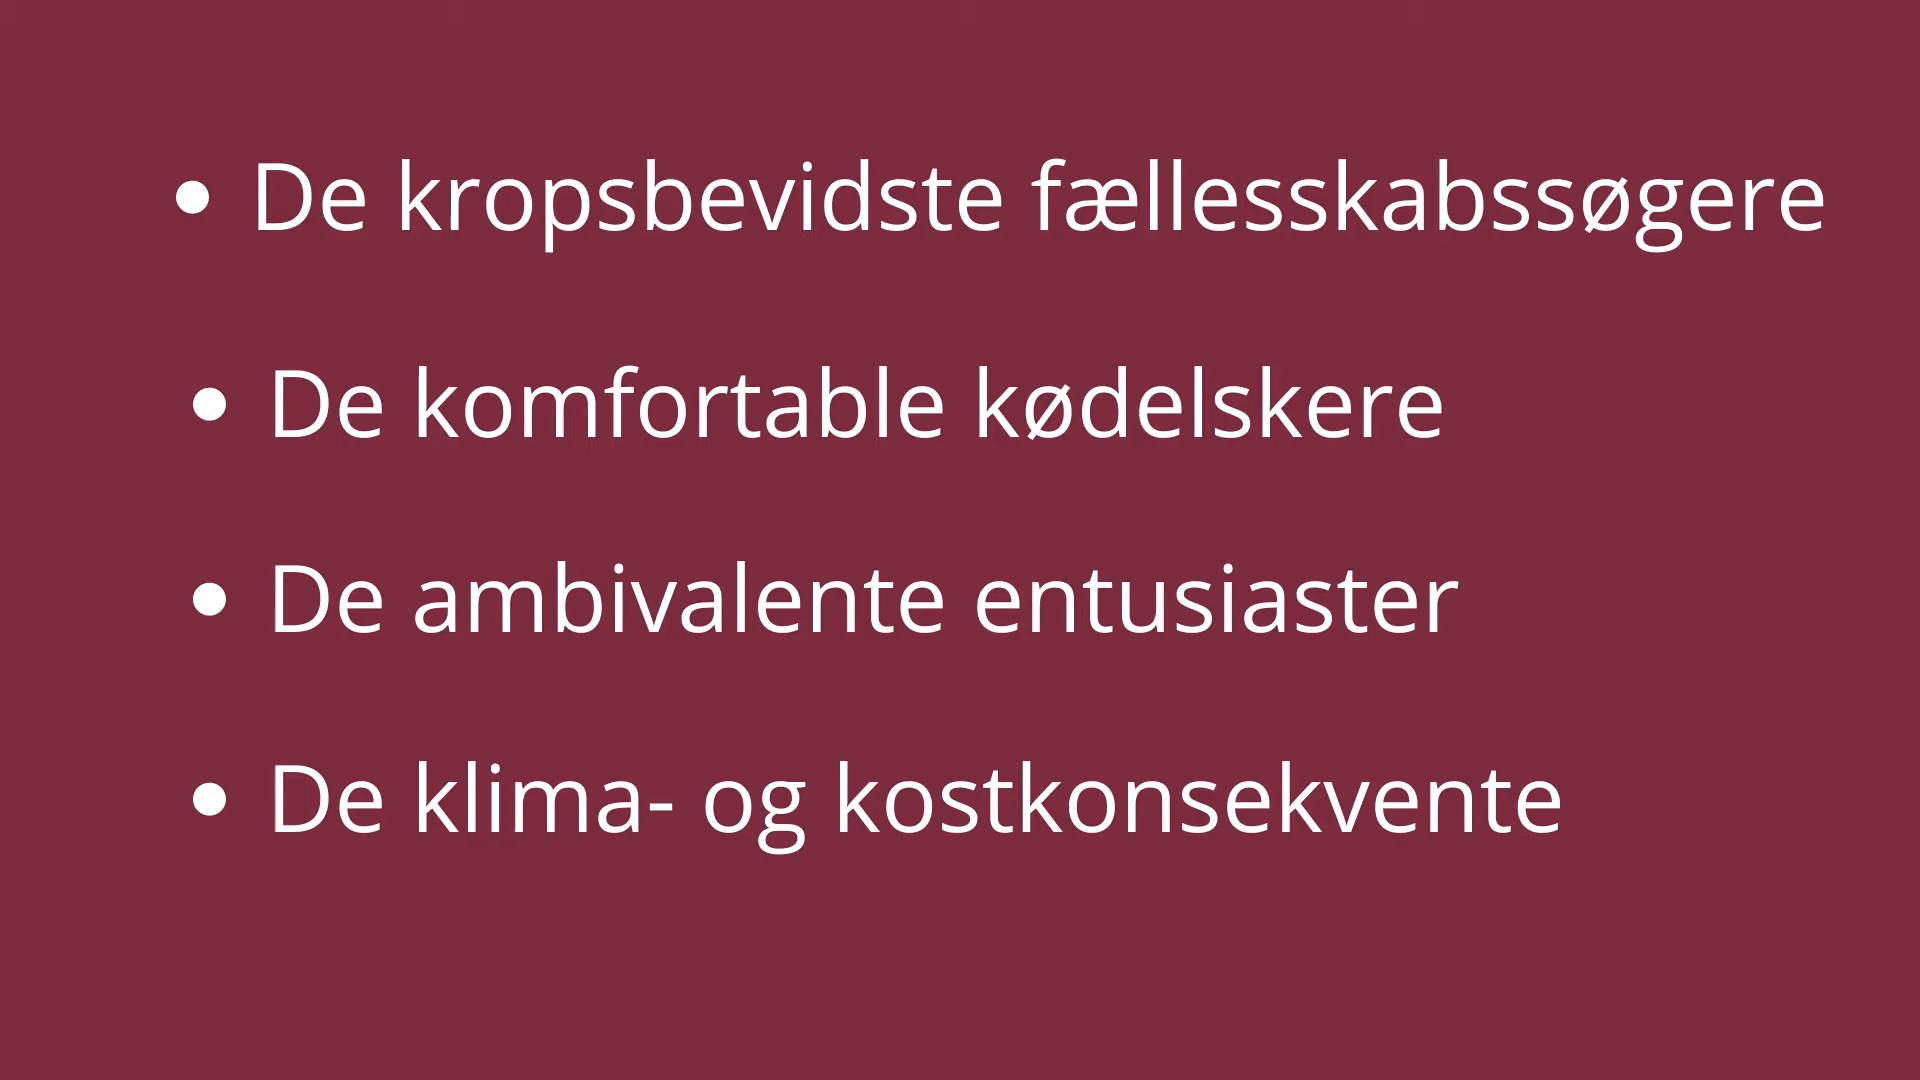 • De kropsbevidste fællesskabssøgere
• De komfortable kødelskere
• De ambivalente entusiaster
• De klima- og kostkonsekvente